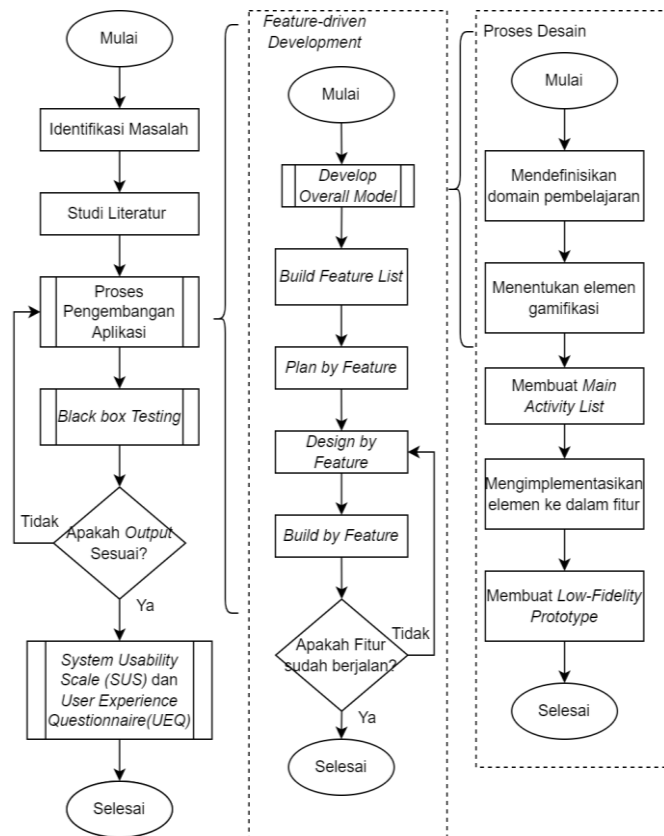 Mulai
Identifikasi Masalah
Studi Literatur
Proses
Pengembangan
Aplikasi
Black box Testing
Tidak
Apakah Output
Sesuai?
Ya
System Usability
Scale (SUS) dan
User Experience
Questionnaire(UEQ)
Selesai
Feature-driven
Development
Mulai
Develop
Overall Model
Build Feature List
Plan by Feature
Design by
Feature
Build by Feature
Apakah Fitur
sudah berjalan?
Tidak
Ya
Selesai
Proses Desain
Mulai
Mendefinisikan
domain pembelajaran
Menentukan elemen
gamifikasi
Membuat Main
Activity List
Mengimplementasikan
elemen ke dalam fitur
Membuat Low-Fidelity
Prototype
Selesai